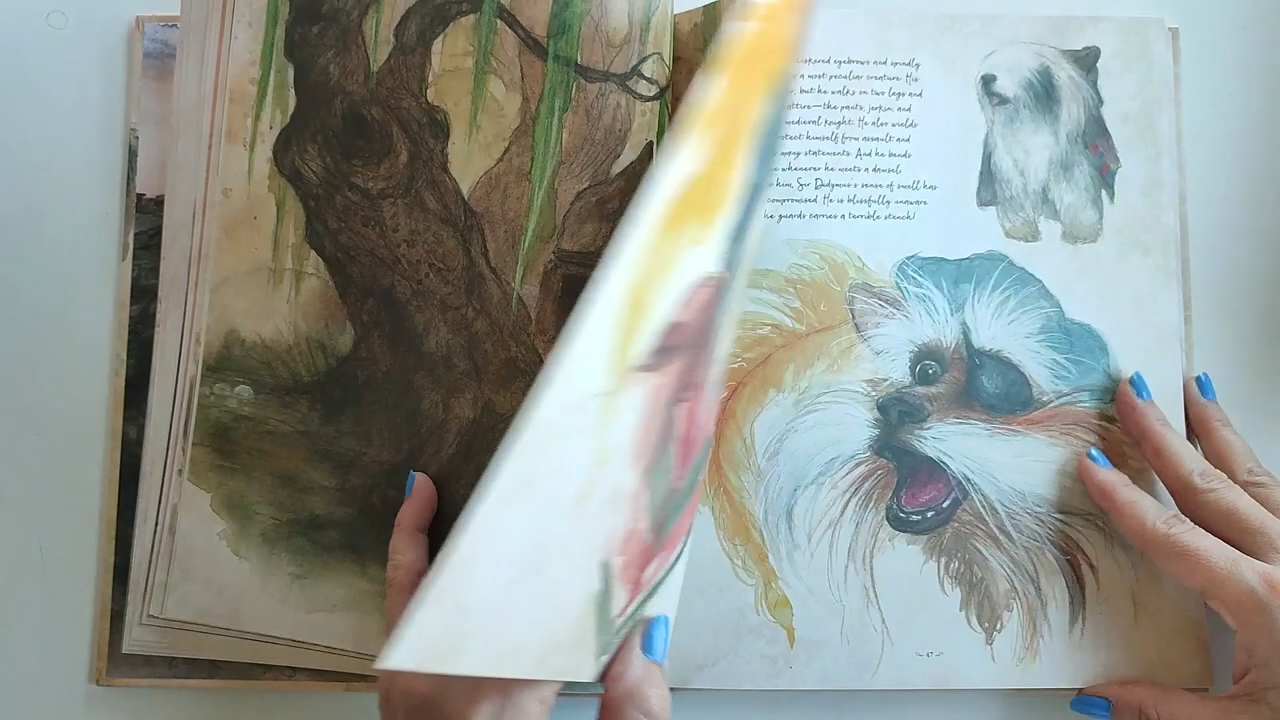 eyebrows and spindly
a most peculiar creature. His
, but he walks on two legs and
attire—the pants, jerkin, and
medieval knight. He also wields
himself from assault and
many statements. And he bends
whenever he meets a damsel
him, Sir Didymus's sense of smell has
compromised. He is blissfully unaware
he guards carries a terrible stench!
47